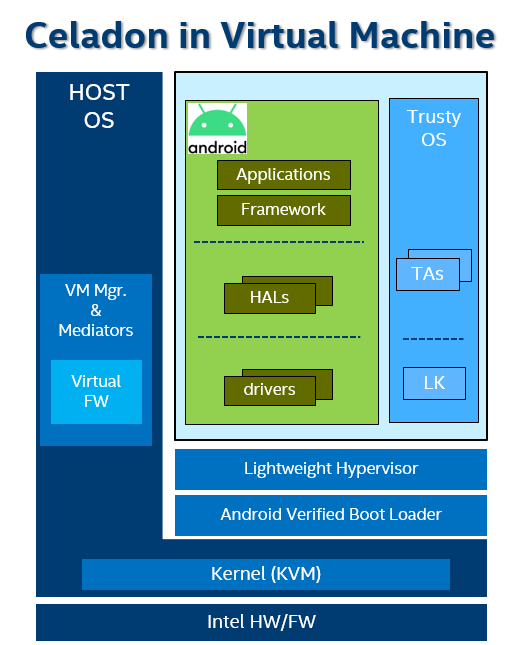 Celadon in Virtual Machine
HOST
OS
VM Mgr.
&
Mediators
Virtual
FW
android
Applications
Framework
HALs
drivers
Trusty
OS
TAs
LK
Lightweight Hypervisor
Android Verified Boot Loader
Kernel (KVM)
Intel HW/FW